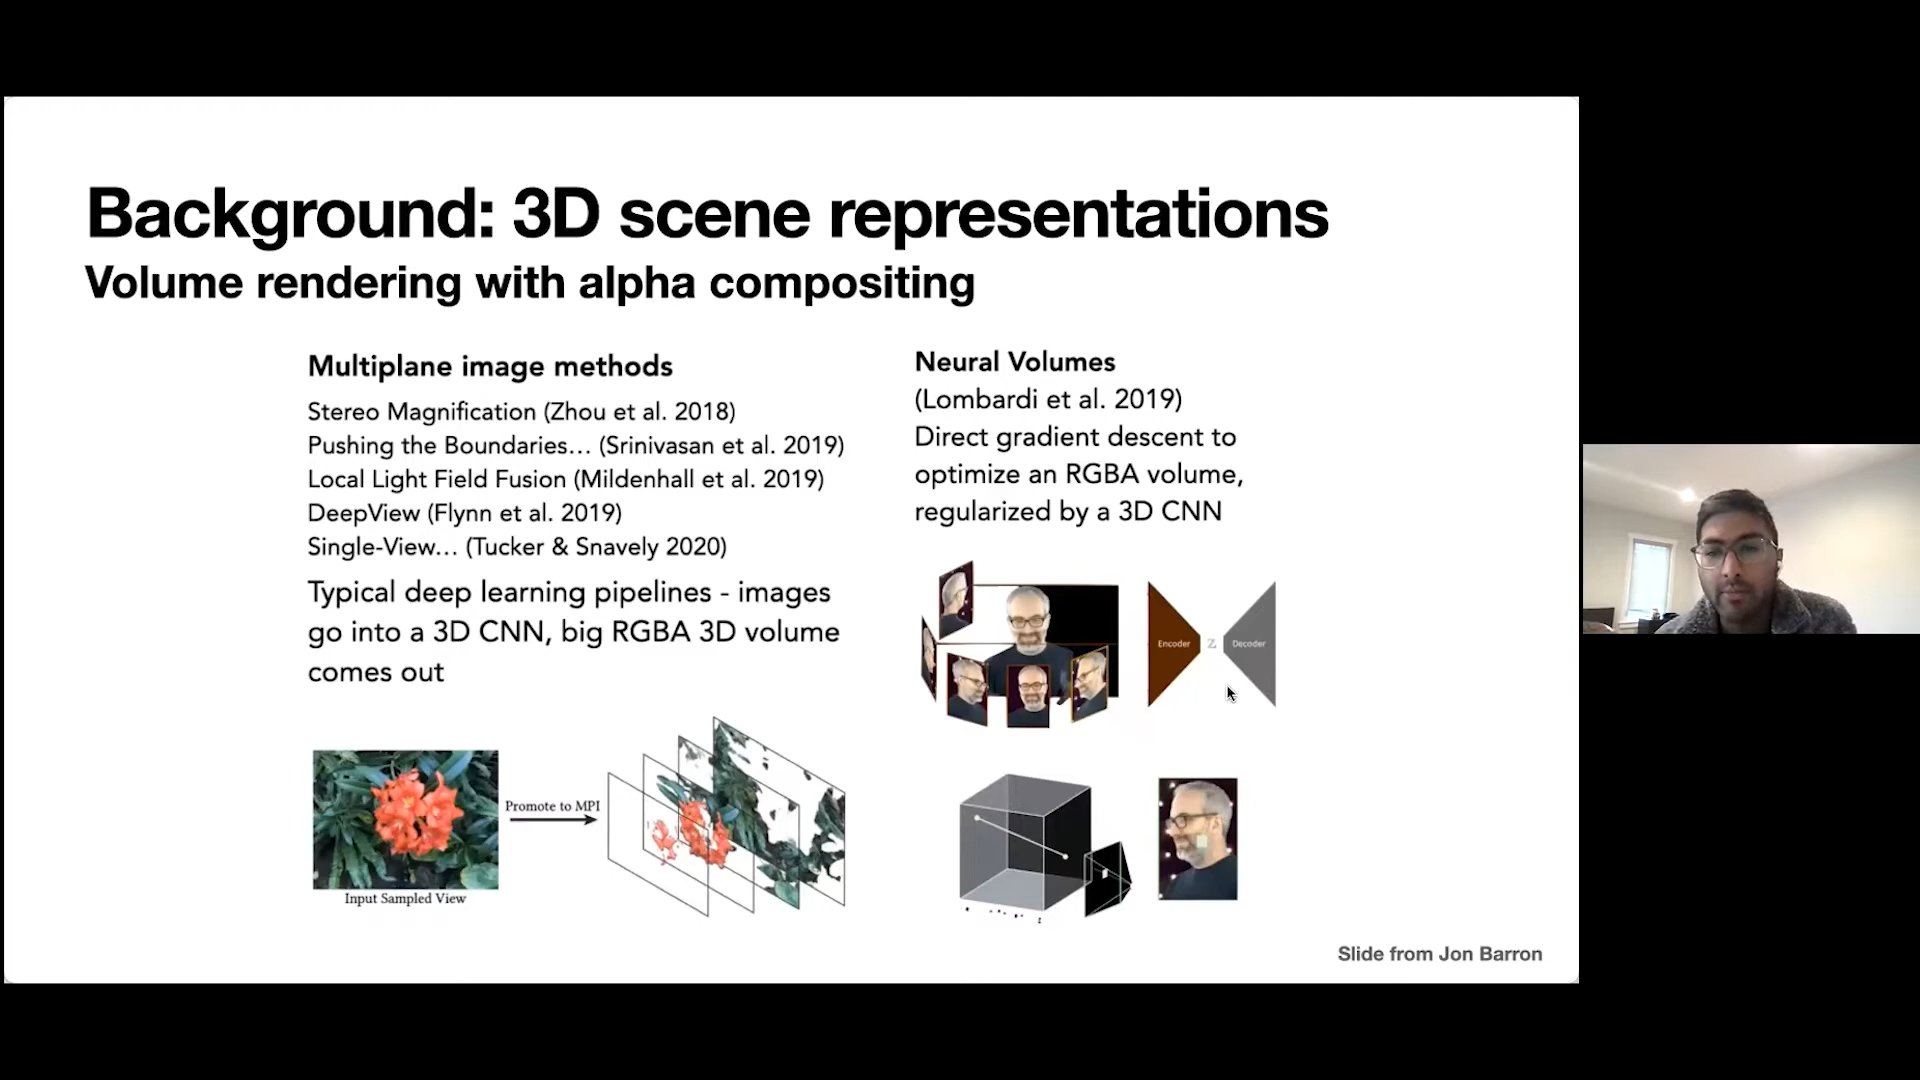 Background: 3D scene representations
Volume rendering with alpha compositing
Multiplane image methods
Stereo Magnification (Zhou et al. 2018)
Pushing the Boundaries… (Srinivasan et al. 2019)
Local Light Field Fusion (Mildenhall et al. 2019)
DeepView (Flynn et al. 2019)
Single-View… (Tucker & Snavely 2020)
Typical deep learning pipelines - images
go into a 3D CNN, big RGBA 3D volume
comes out
Promote to MPI
Input Sampled View
Neural Volumes
(Lombardi et al. 2019)
Direct gradient descent to
optimize an RGBA volume,
regularized by a 3D CNN
Encoder
Z
Decoder
Slide from Jon Barron